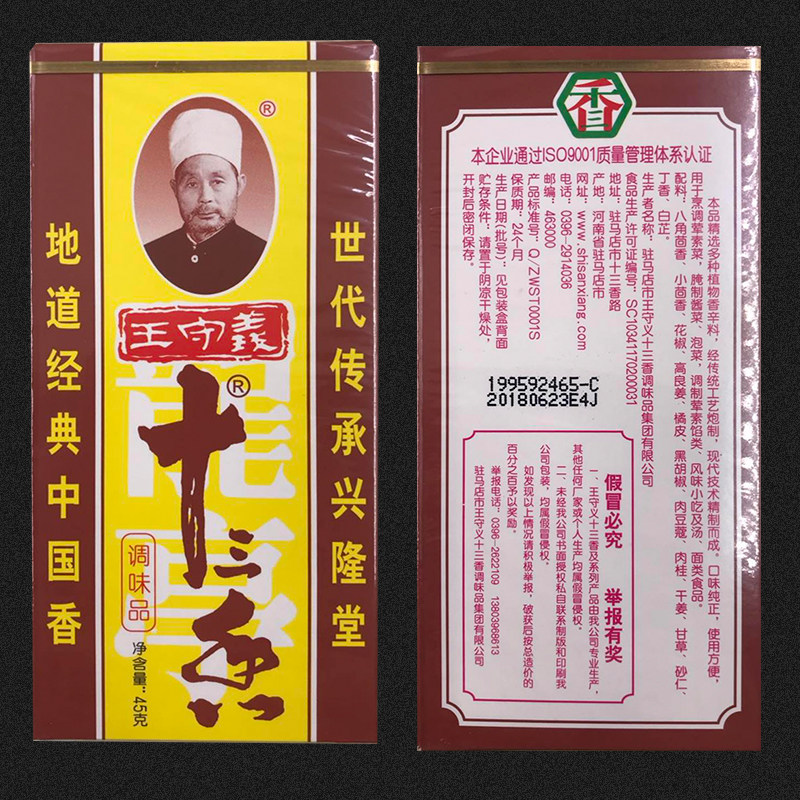 世代传承兴隆堂
®
王守義
®
十三香
龍亭
调味品
净含量：45克
地道经典中国香
香
本企业通过ISO9001质量管理体系认证
本品精选多种植物香辛料，经传统工艺炮制，现代技术精制而成。口味纯正，使用方便，
用于烹调荤素菜，腌制酱菜、泡菜，调制荤素馅类、风味小吃及汤、面类食品。
配料：八角茴香、小茴香、花椒、高良姜、橘皮、黑胡椒、肉豆蔻、肉桂、干姜、甘草、砂仁、
丁香、白芷。
生产者名称：驻马店市王守义十三香调味品集团有限公司
食品生产许可证编号：SC10341170200031
地址：驻马店市十三香路
产地：河南省驻马店市
网址：www.shisanxiang.com
电话：0396-2914036
邮编：463000
产品标准号：Q/ZWST0001S
保质期：24个月
生产日期(批号)：见包装盒背面
贮存条件：请置于阴凉干燥处，
开封后密闭保存。
199592465-C
20180623E4J
假冒必究 举报有奖
一、王守义十三香及系列产品由我公司专业生产，
其他任何厂家或个人生产均属假冒侵权。
二、未经我公司书面授权私自联系制版和印刷我
公司包装，均属假冒侵权。
如发现以上情况请积极举报，破获后按总造价的
百分之百予以奖励。
举报电话：0396-2622109 13803966613
驻马店市王守义十三香调味品集团有限公司